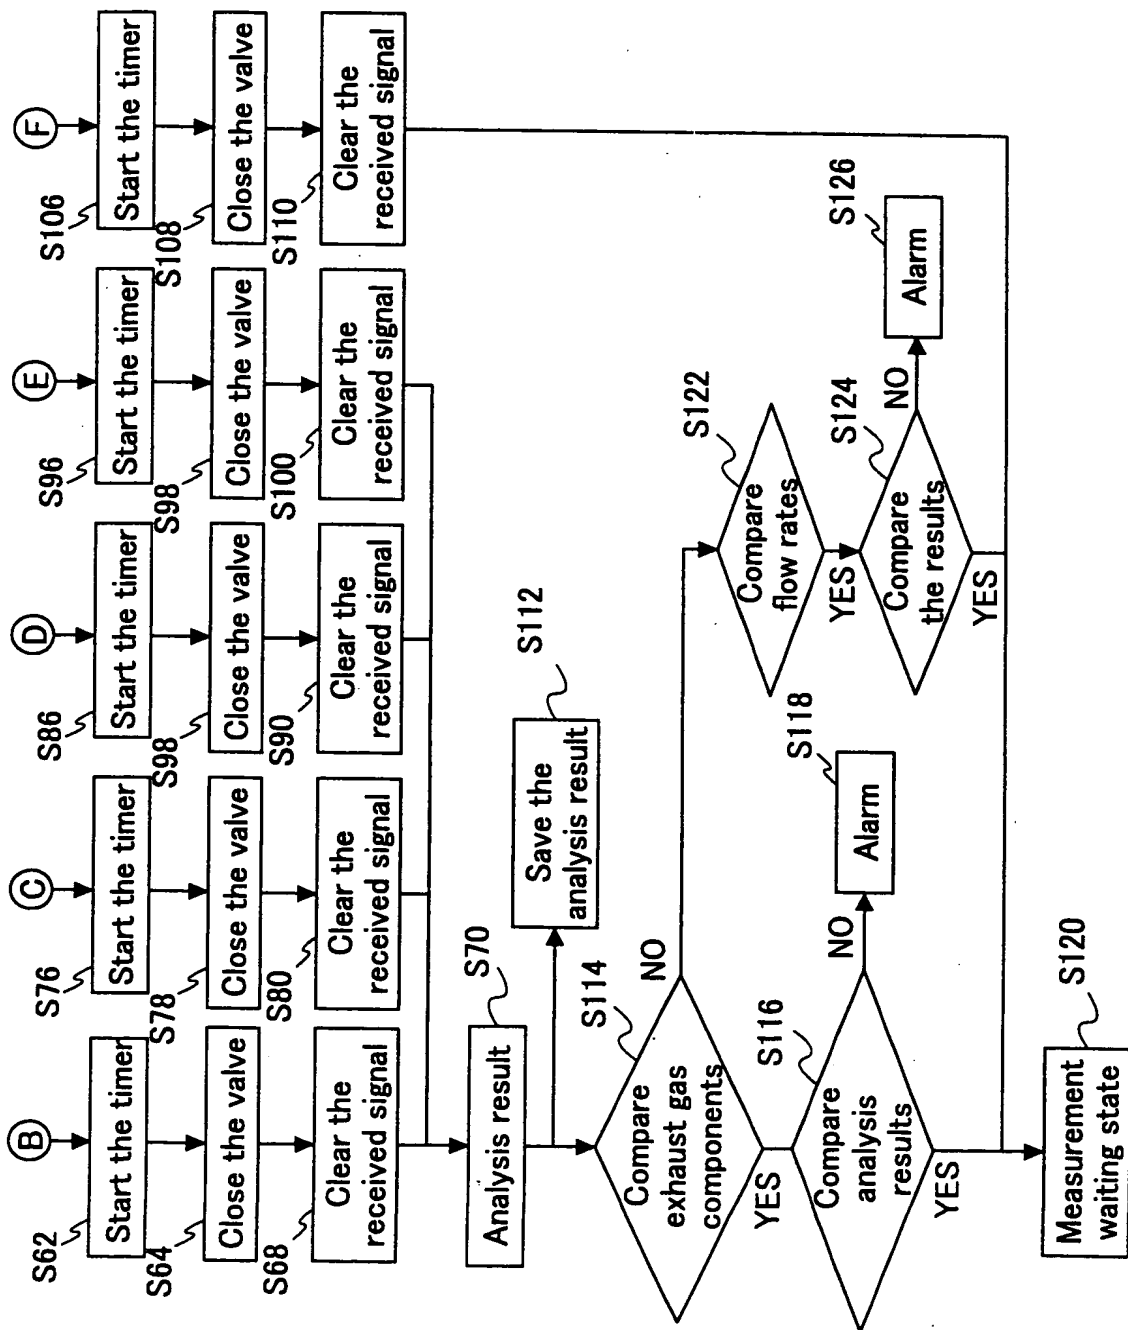 B
S62
Start the timer
S64
Close the valve
S68
Clear the
received signal
C
S76
Start the timer
S78
Close the valve
S80
Clear the
received signal
D
S86
Start the timer
S98
Close the valve
S90
Clear the
received signal
E
S96
Start the timer
S98
Close the valve
S100
Clear the
received signal
F
S106
Start the timer
S108
Close the valve
S110
Clear the
received signal
S70
Analysis result
S112
Save the
analysis result
S114
Compare
exhaust gas
components
NO
YES
S116
Compare
analysis
results
NO
YES
S118
Alarm
S122
Compare
flow rates
YES
S124
Compare
the results
NO
YES
S126
Alarm
S120
Measurement
waiting state